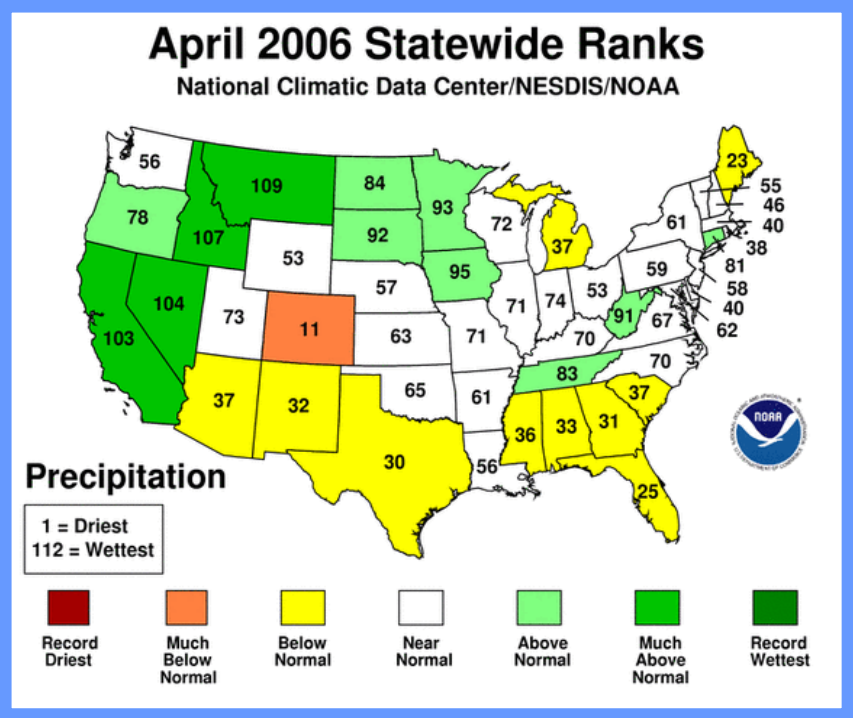 April 2006 Statewide Ranks
National Climatic Data Center/NESDIS/NOAA
56
109
84
93
72
37
23
55
46
40
38
81
58
40
62
61
78
107
53
92
95
57
59
104
103
73
11
63
71
71
74
53
91
67
70
70
83
37
32
65
61
30
36
33
31
37
56
25
NOAA
Precipitation
1 = Driest
112 = Wettest
Record
Driest
Much
Below
Normal
Below
Normal
Near
Normal
Above
Normal
Much
Above
Normal
Record
Wettest